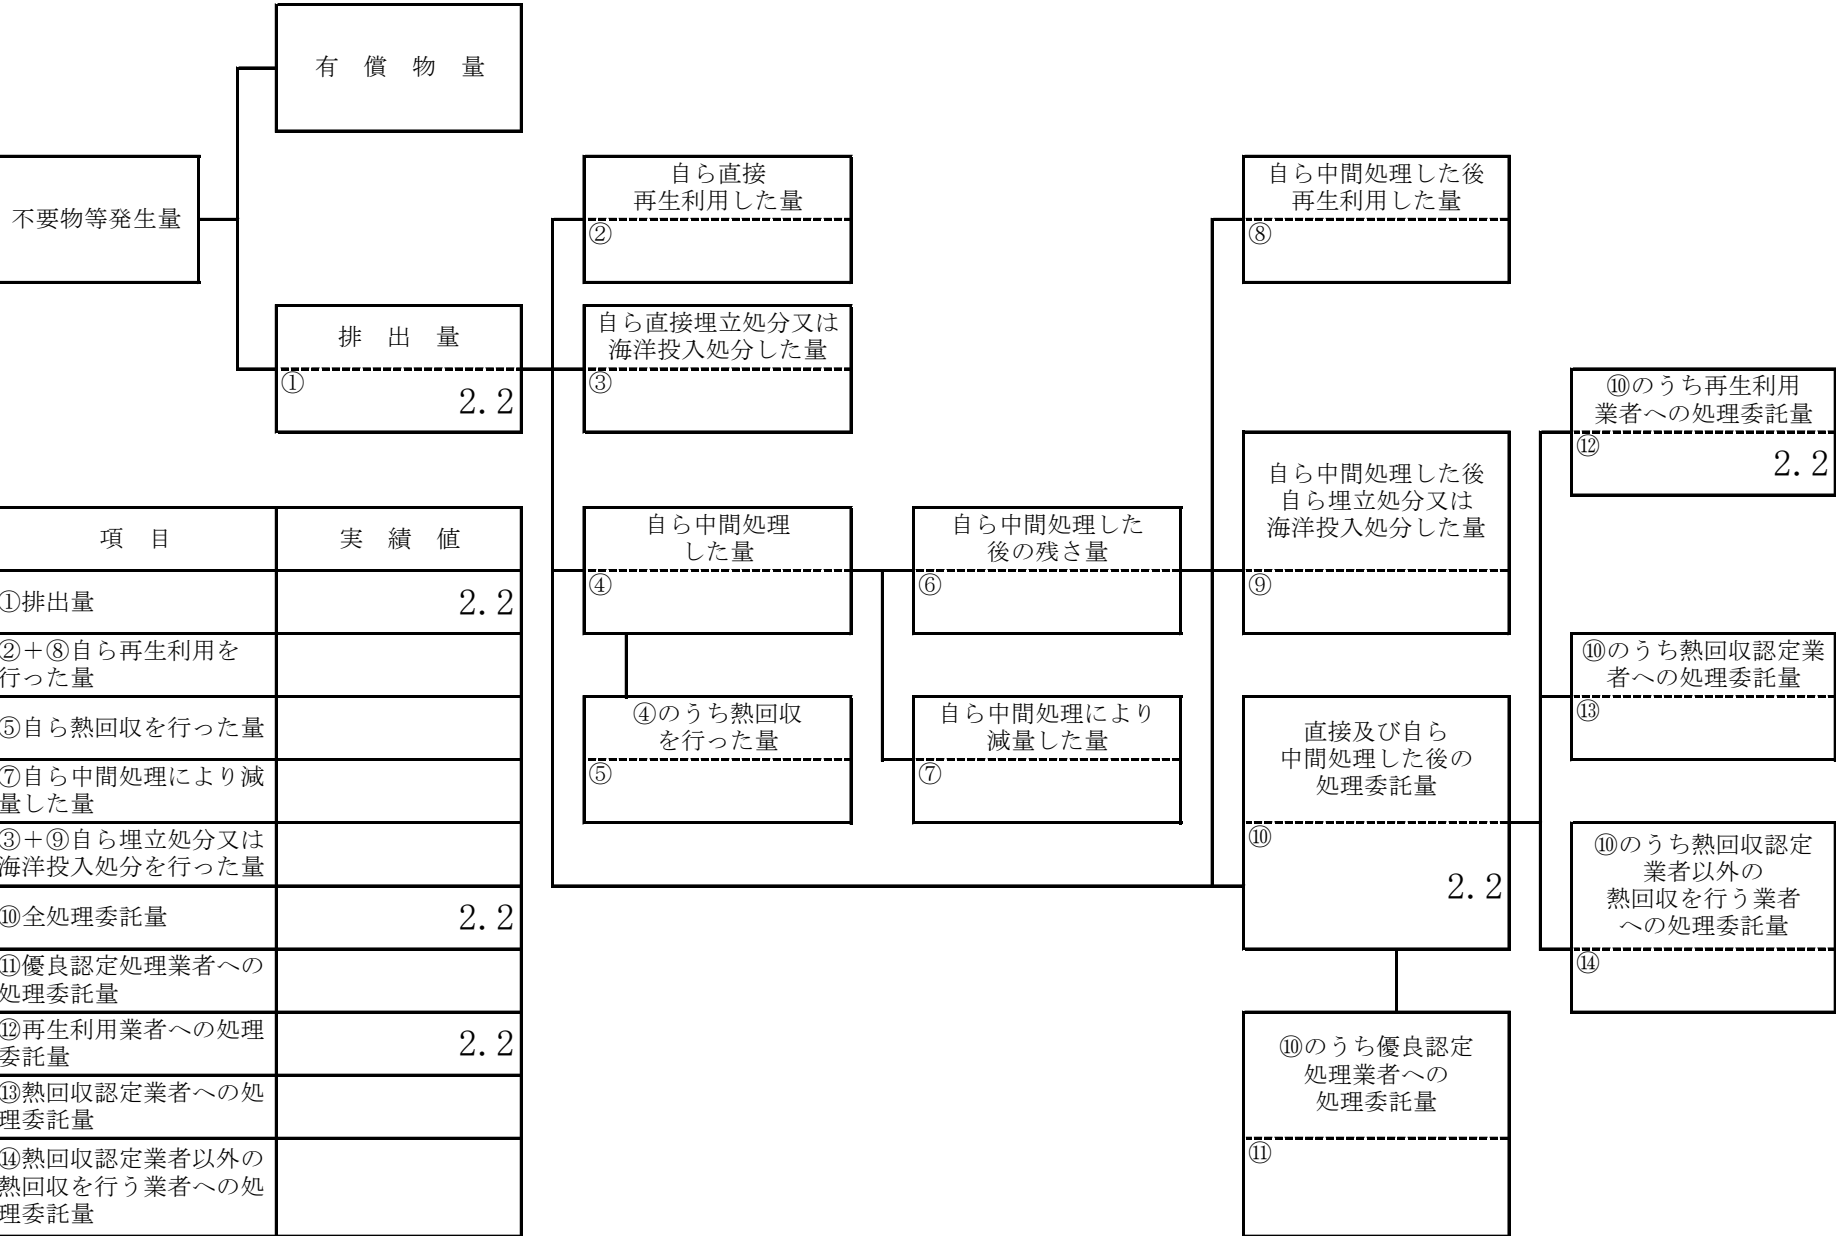 有　償　物　量
不要物等発生量
自ら直接
再生利用した量
②
自ら中間処理した後
再生利用した量
⑧
排　出　量
①
2.2
自ら直接埋立処分又は
海洋投入処分した量
③
⑩のうち再生利用
業者への処理委託量
⑫
2.2
自ら中間処理した後
自ら埋立処分又は
海洋投入処分した量
⑨
自ら中間処理
した量
④
自ら中間処理した
後の残さ量
⑥
⑩のうち熱回収認定業
者への処理委託量
⑬
④のうち熱回収
を行った量
⑤
自ら中間処理により
減量した量
⑦
直接及び自ら
中間処理した後の
処理委託量
⑩
2.2
⑩のうち熱回収認定
業者以外の
熱回収を行う業者
への処理委託量
⑭
⑩のうち優良認定
処理業者への
処理委託量
⑪
項　目
実　績　値
①排出量
2.2
②＋⑧自ら再生利用を
行った量
⑤自ら熱回収を行った量
⑦自ら中間処理により減
量した量
③＋⑨自ら埋立処分又は
海洋投入処分を行った量
⑩全処理委託量
2.2
⑪優良認定処理業者への
処理委託量
⑫再生利用業者への処理
委託量
2.2
⑬熱回収認定業者への処
理委託量
⑭熱回収認定業者以外の
熱回収を行う業者への処
理委託量